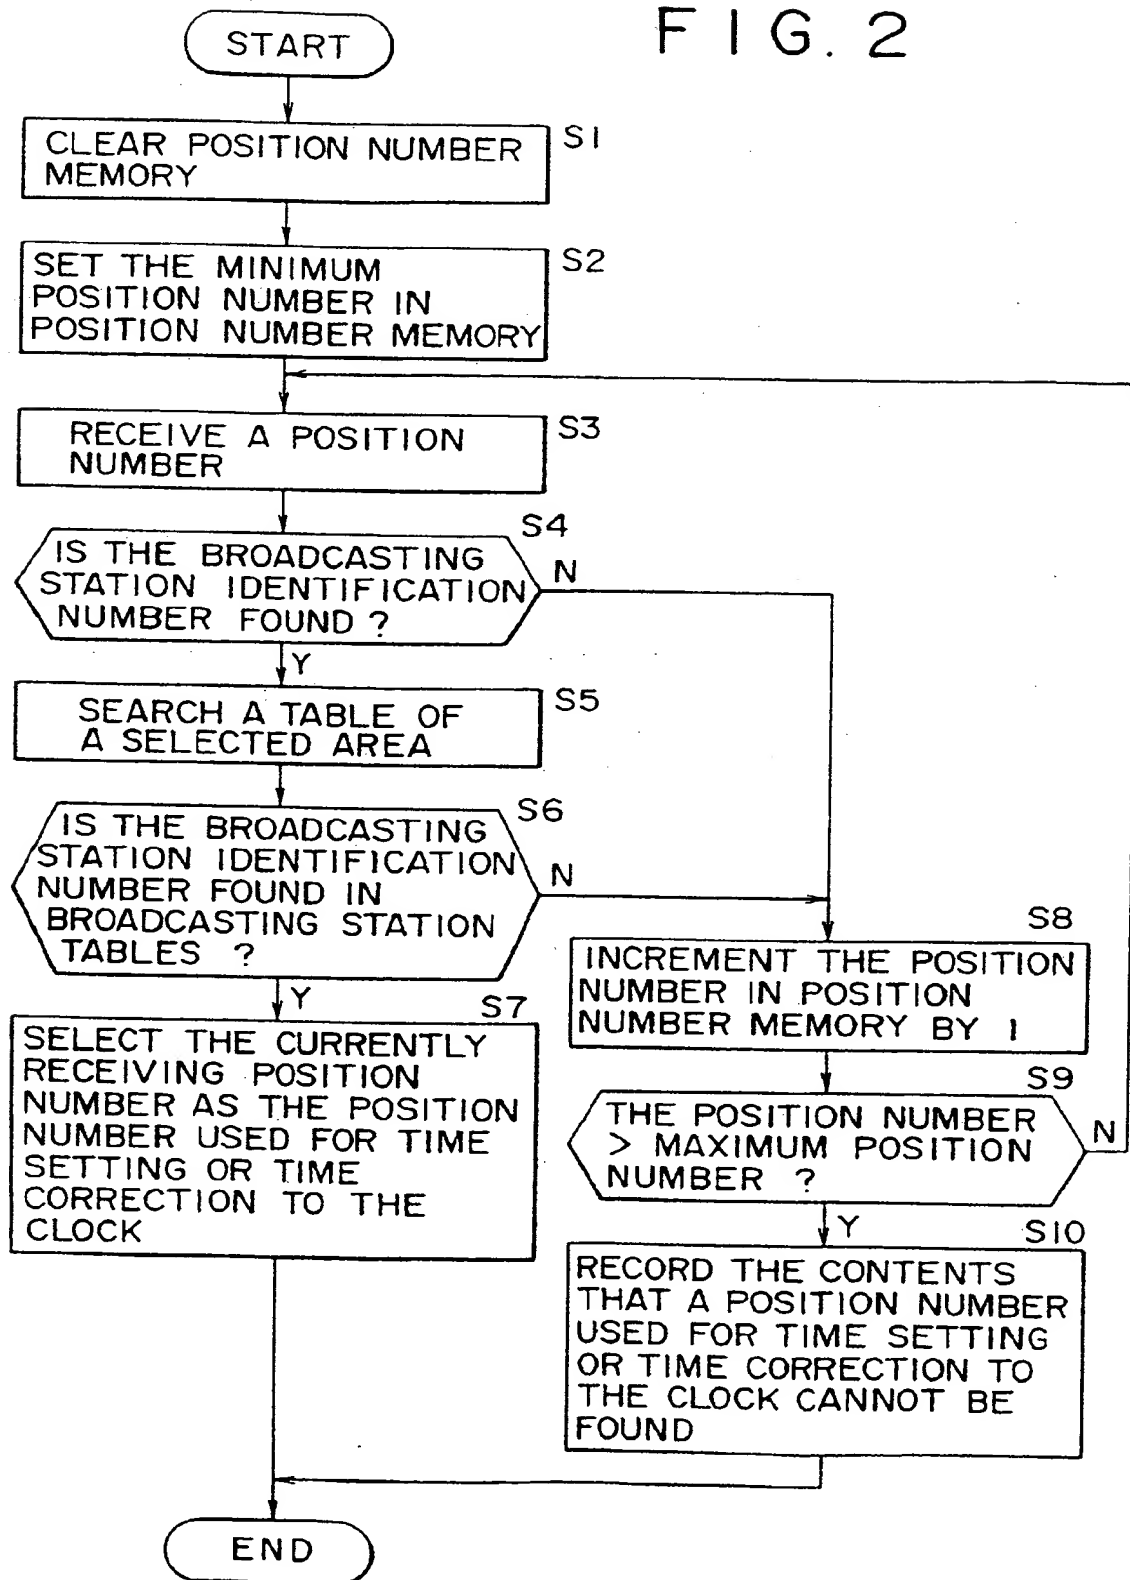 FIG. 2
START
S1
CLEAR POSITION NUMBER
MEMORY
S2
SET THE MINIMUM
POSITION NUMBER IN
POSITION NUMBER MEMORY
S3
RECEIVE A POSITION
NUMBER
S4
IS THE BROADCASTING
STATION IDENTIFICATION
NUMBER FOUND ?
N
Y
S5
SEARCH A TABLE OF
A SELECTED AREA
S6
IS THE BROADCASTING
STATION IDENTIFICATION
NUMBER FOUND IN
BROADCASTING STATION
TABLES ?
N
Y
S7
SELECT THE CURRENTLY
RECEIVING POSITION
NUMBER AS THE POSITION
NUMBER USED FOR TIME
SETTING OR TIME
CORRECTION TO THE
CLOCK
S8
INCREMENT THE POSITION
NUMBER IN POSITION
NUMBER MEMORY BY 1
S9
THE POSITION NUMBER
> MAXIMUM POSITION
NUMBER ?
N
Y
S10
RECORD THE CONTENTS
THAT A POSITION NUMBER
USED FOR TIME SETTING
OR TIME CORRECTION TO
THE CLOCK CANNOT BE
FOUND
END